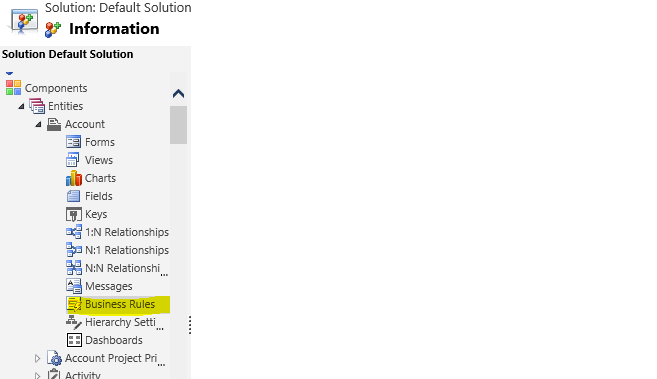 Solution: Default Solution
Information
Solution Default Solution
Components
Entities
Account
Forms
Views
Charts
Fields
Keys
1:N Relationships
N:1 Relationships
N:N Relationshi...
Messages
Business Rules
Hierarchy Setti...
Dashboards
Account Project Pri...
Activity